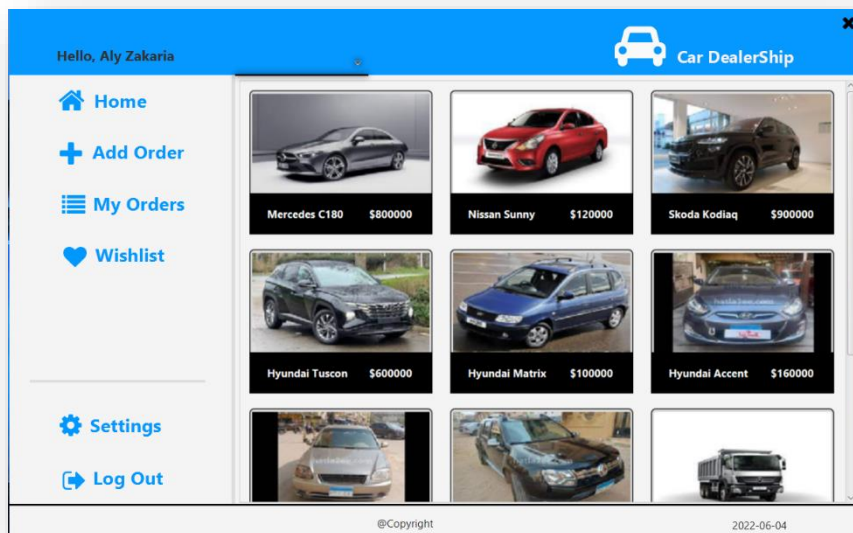 Hello, Aly Zakaria
Car DealerShip
Home
Add Order
My Orders
Wishlist
Settings
Log Out
Mercedes C180 $800000
Nissan Sunny $120000
Skoda Kodiaq $900000
Hyundai Tuscon $600000
Hyundai Matrix $100000
Hyundai Accent $160000
@Copyright
2022-06-04